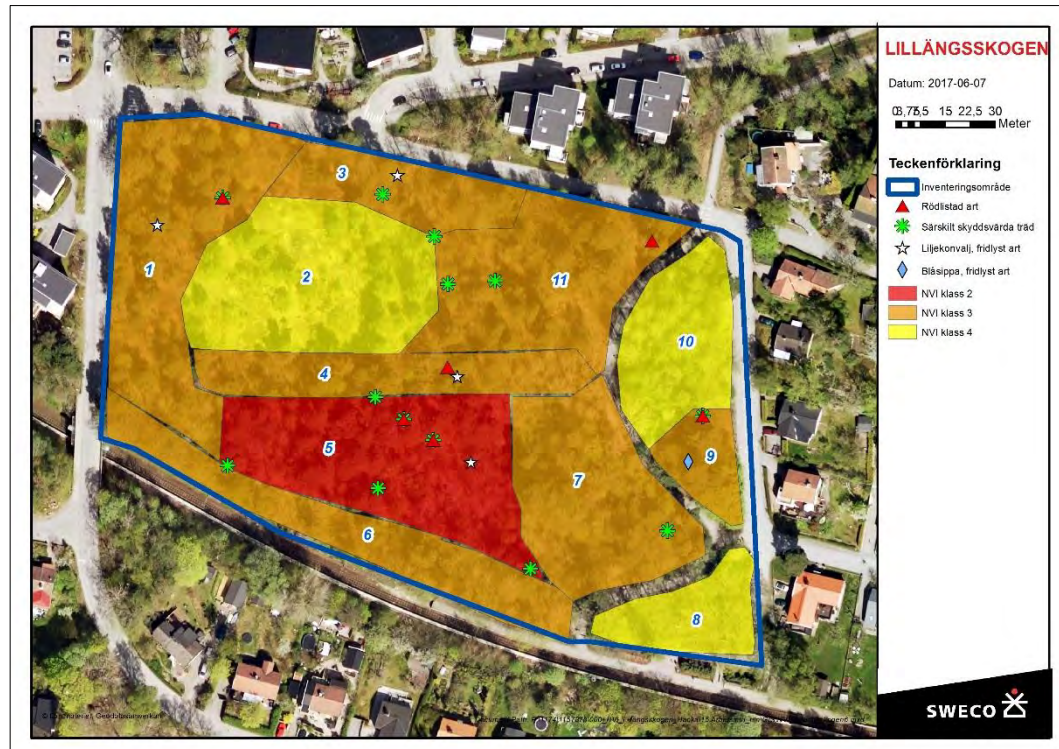 LILLÄNGSSKOGEN
Datum: 2017-06-07
15 22,5 30
Meter
Teckenförklaring
Inventeringsområde
Rödlistad art
Särskilt skyddsvärda träd
Liljekonvalj, fridlyst art
Blåsippa, fridlyst art
NVI klass 2
NVI klass 3
NVI klass 4
3
1
2
11
10
4
5
9
7
6
8
SWECO